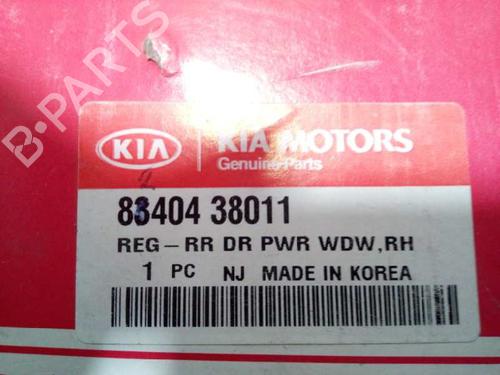 KIA
KIA MOTORS
Genuine Parts
83404 38011
REG-RR DR PWR WDW,RH
1 PC NJ MADE IN KOREA
B-PARTS